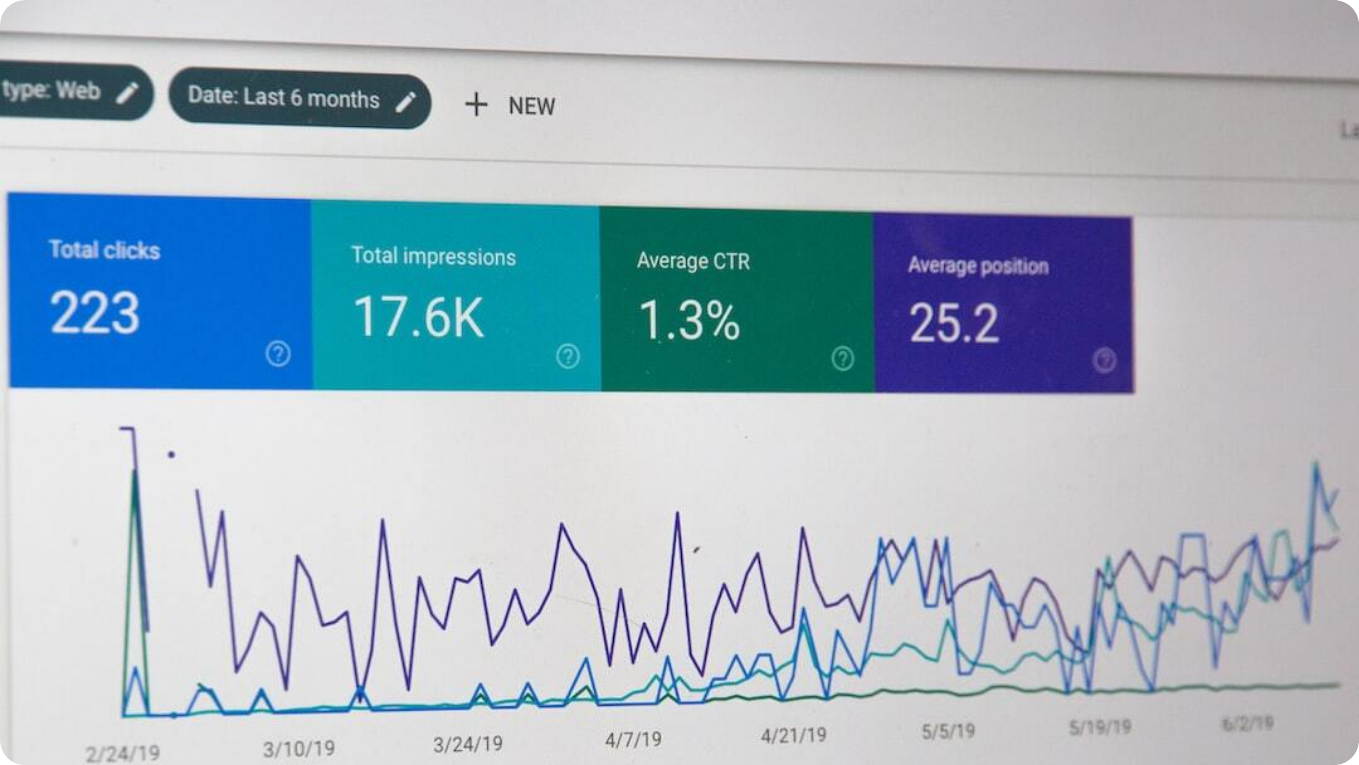 type: Web
Date: Last 6 months
+ NEW
La
Total clicks
223
Total impressions
17.6K
Average CTR
1.3%
Average position
25.2
2/24/19
3/10/19
3/24/19
4/7/19
4/21/19
5/5/19
5/19/19
6/2/19